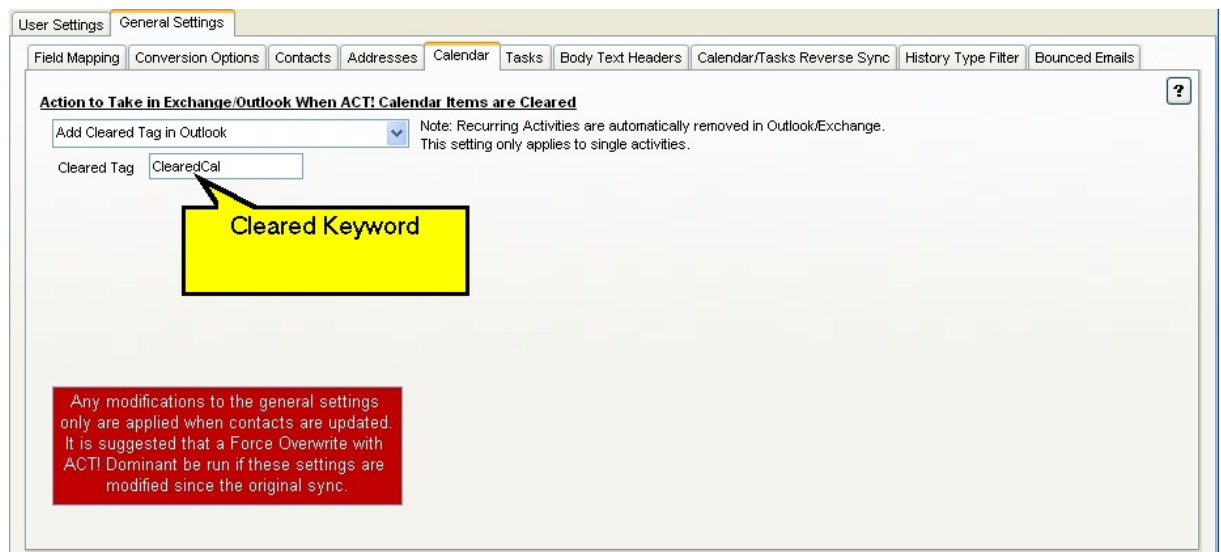 User Settings General Settings
Field Mapping Conversion Options Contacts Addresses Calendar Tasks Body Text Headers Calendar/Tasks Reverse Sync History Type Filter Bounced Emails
?
Action to Take in Exchange/Outlook When ACT! Calendar Items are Cleared
Add Cleared Tag in Outlook
Note: Recurring Activities are automatically removed in Outlook/Exchange.
This setting only applies to single activities.
Cleared Tag ClearedCal
Cleared Keyword
Any modifications to the general settings
only are applied when contacts are updated.
It is suggested that a Force Overwrite with
ACT! Dominant be run if these settings are
modified since the original sync.